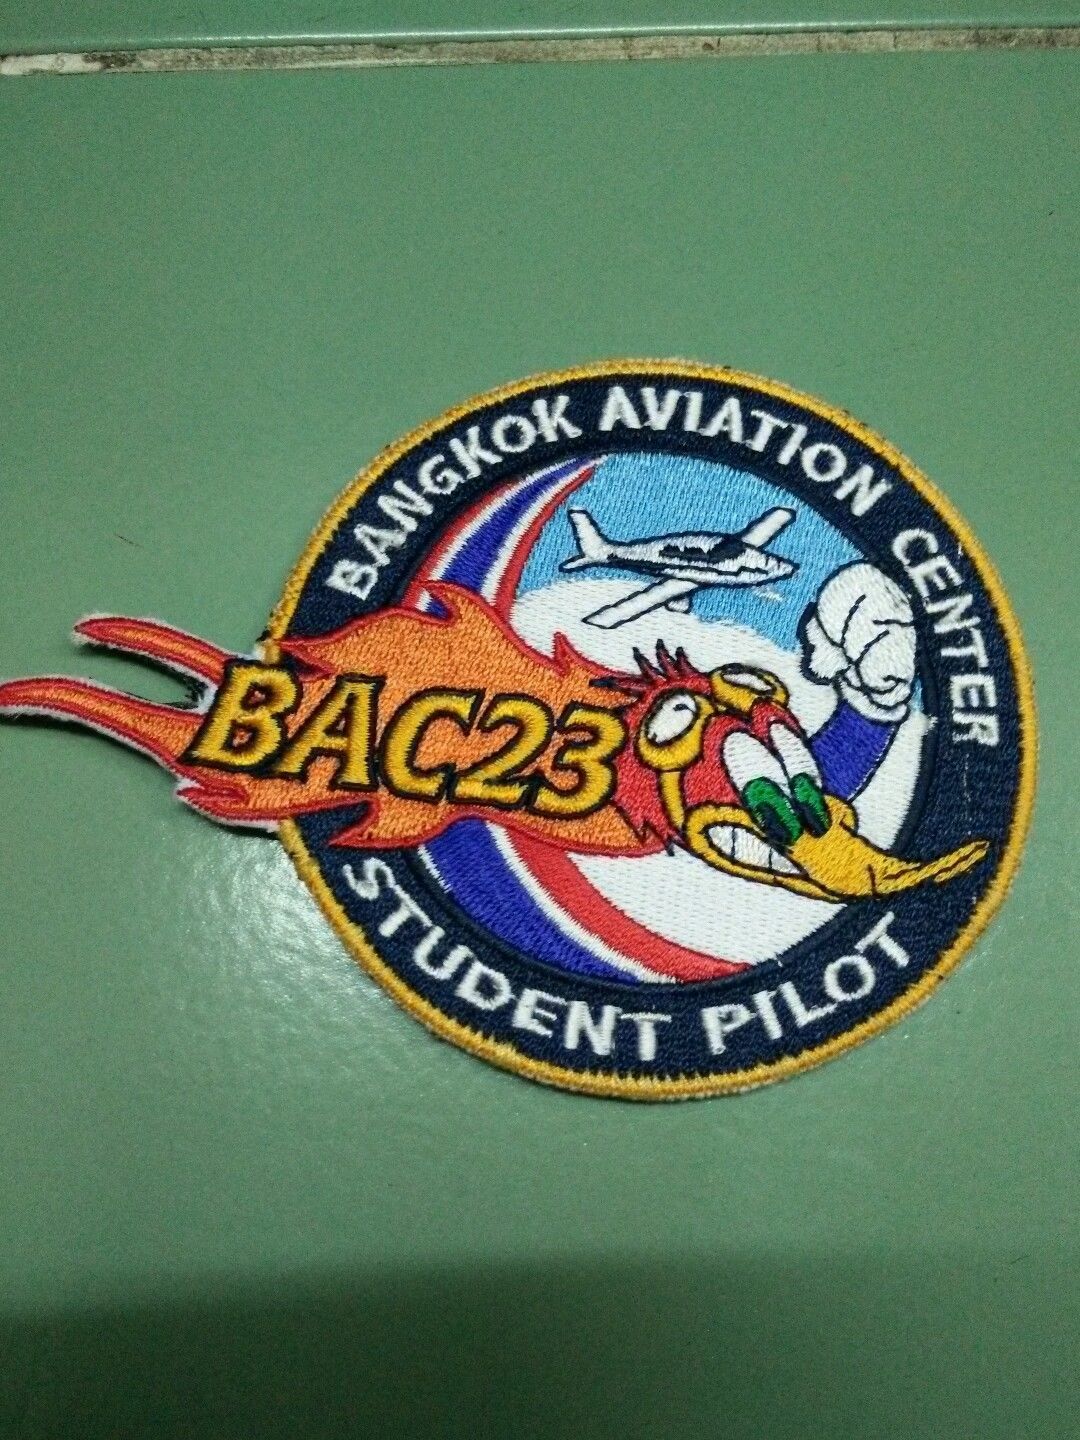 BANGKOK AVIATION CENTER
BAC23
STUDENT PILOT